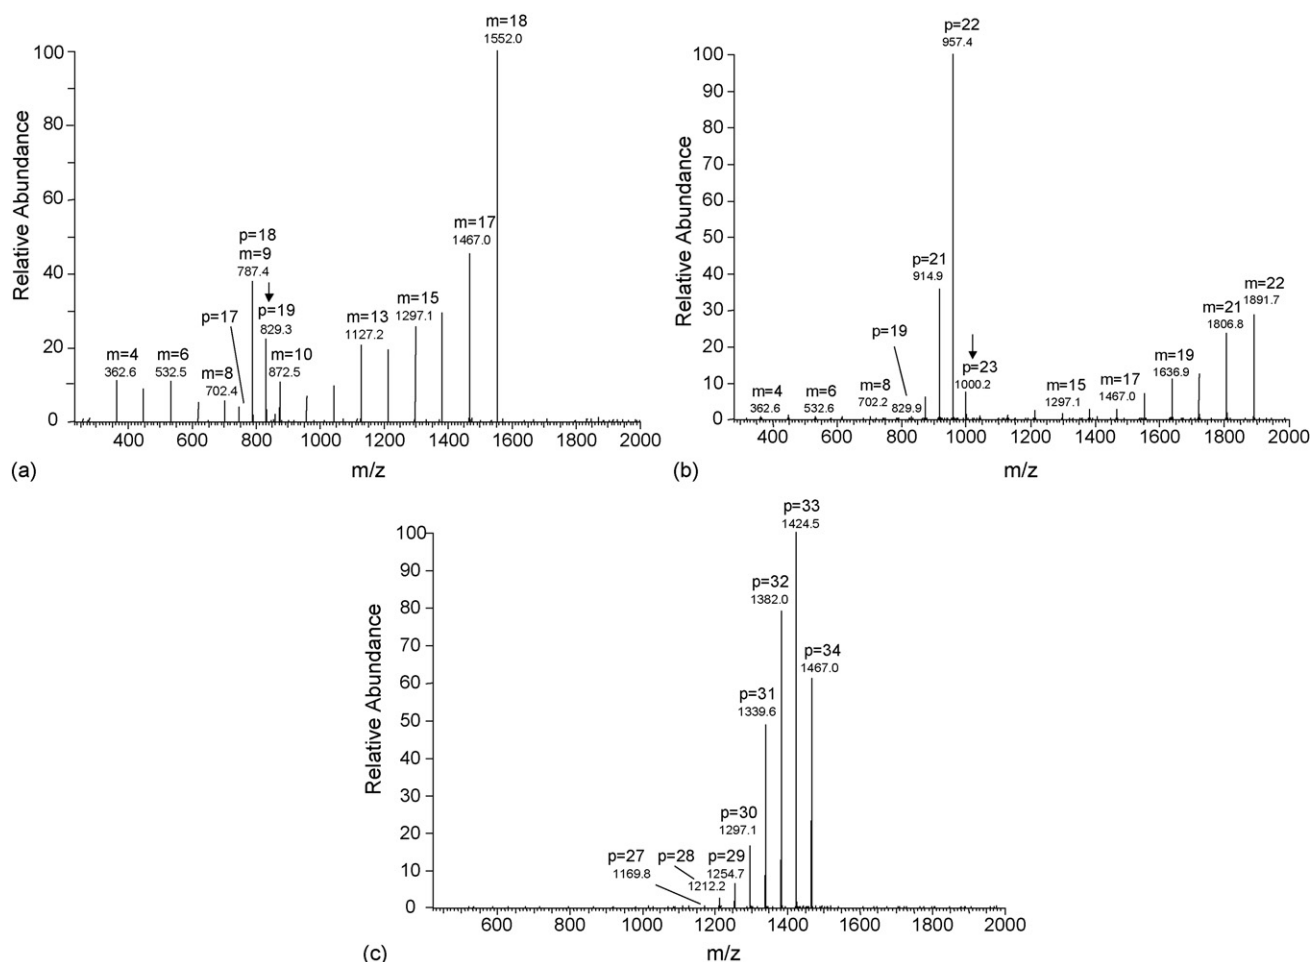 m=18
1552.0
100
80
60
40
20
0
Relative Abundance
m=17
1467.0
p=18
m=9
787.4
p=17
p=19
829.3
m=15
1297.1
m=13
1127.2
m=4
362.6
m=6
532.5
m=8
702.4
m=10
872.5
400 600 800 1000 1200 1400 1600 1800 2000
(a) m/z
p=22
957.4
100
90
80
70
60
50
40
30
20
10
0
Relative Abundance
p=21
914.9
m=22
1891.7
m=21
1806.8
p=19
829.9
p=23
1000.2
m=19
1636.9
m=4
362.6
m=6
532.6
m=8
702.2
m=15
1297.1
m=17
1467.0
400 600 800 1000 1200 1400 1600 1800 2000
(b) m/z
p=33
1424.5
100
90
80
70
60
50
40
30
20
10
0
Relative Abundance
p=32
1382.0
p=34
1467.0
p=31
1339.6
p=30
1297.1
p=27
1169.8
p=28
1212.2
p=29
1254.7
600 800 1000 1200 1400 1600 1800 2000
(c) m/z